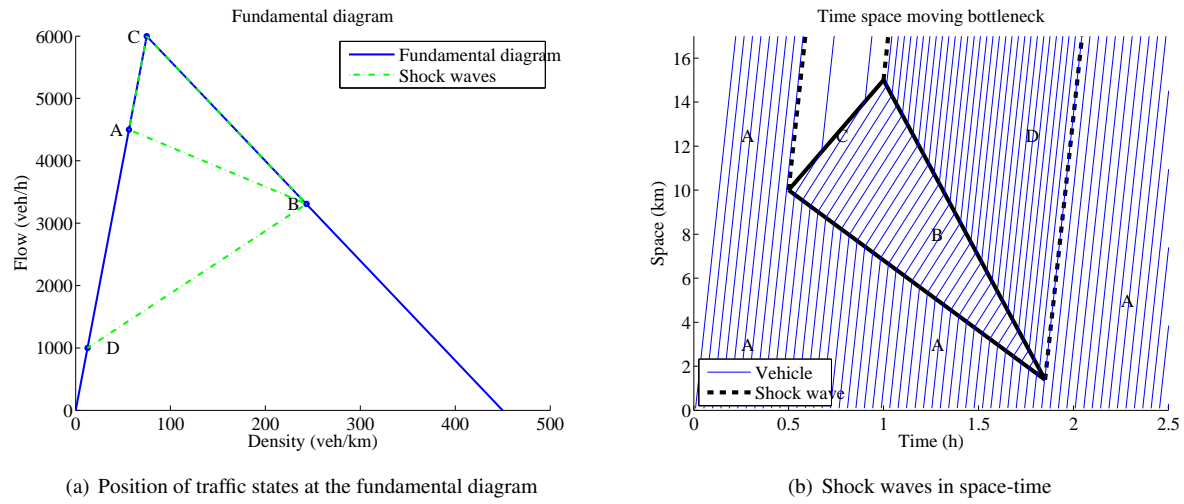 Fundamental diagram
6000
5000
4000
3000
2000
1000
0
Flow (veh/h)
C
A
B
D
Fundamental diagram
Shock waves
0
100
200
300
400
500
Density (veh/km)
(a) Position of traffic states at the fundamental diagram
Time space moving bottleneck
16
14
12
10
8
6
4
2
0
Space (km)
A
C
D
B
A
A
A
Vehicle
Shock wave
0
0.5
1
1.5
2
2.5
Time (h)
(b) Shock waves in space-time